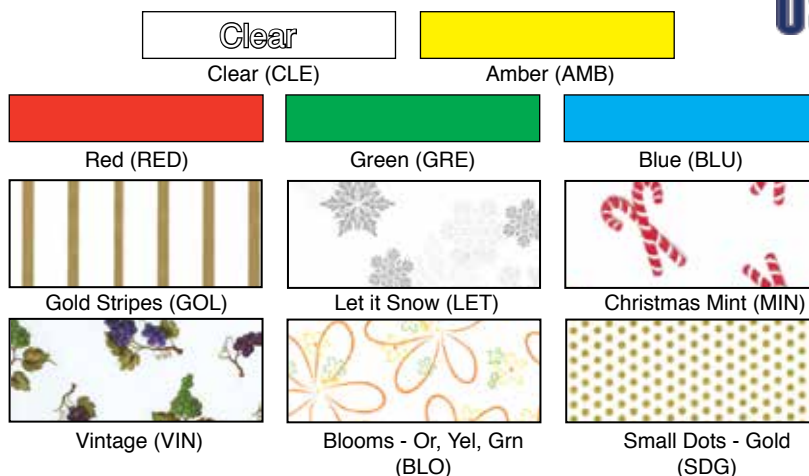 Clear
Clear (CLE) Amber (AMB)
Red (RED) Green (GRE) Blue (BLU)
Gold Stripes (GOL) Let it Snow (LET) Christmas Mint (MIN)
Vintage (VIN) Blooms - Or, Yel, Grn Small Dots - Gold
(BLO) (SDG)